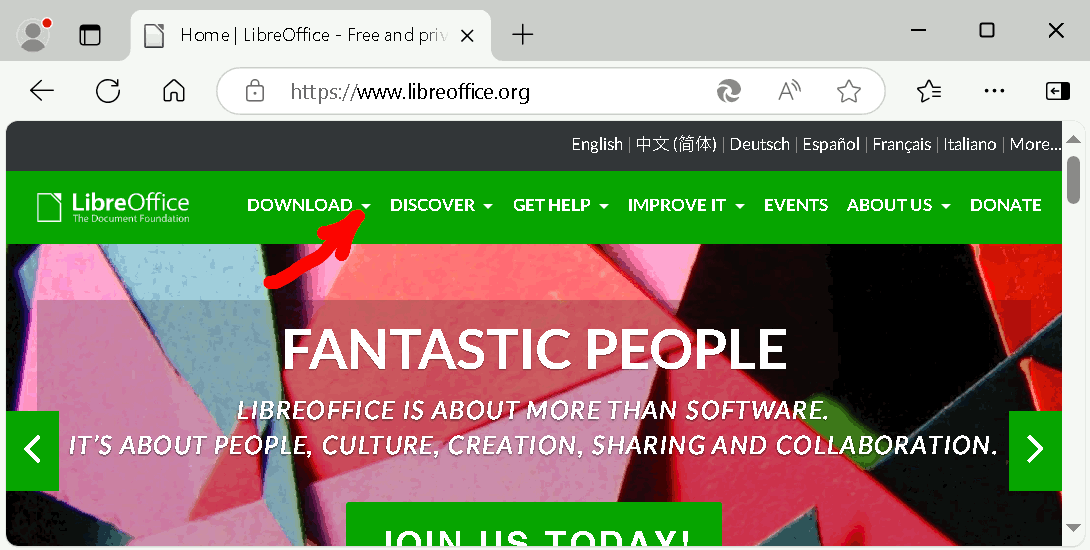 Home | LibreOffice - Free and priv
https://www.libreoffice.org
English | 中文 (简体) | Deutsch | Español | Français | Italiano | More...
LibreOffice
The Document Foundation
DOWNLOAD DISCOVER GET HELP IMPROVE IT EVENTS ABOUT US DONATE
FANTASTIC PEOPLE
LIBREOFFICE IS ABOUT MORE THAN SOFTWARE.
IT'S ABOUT PEOPLE, CULTURE, CREATION, SHARING AND COLLABORATION.
JOIN US TODAY!